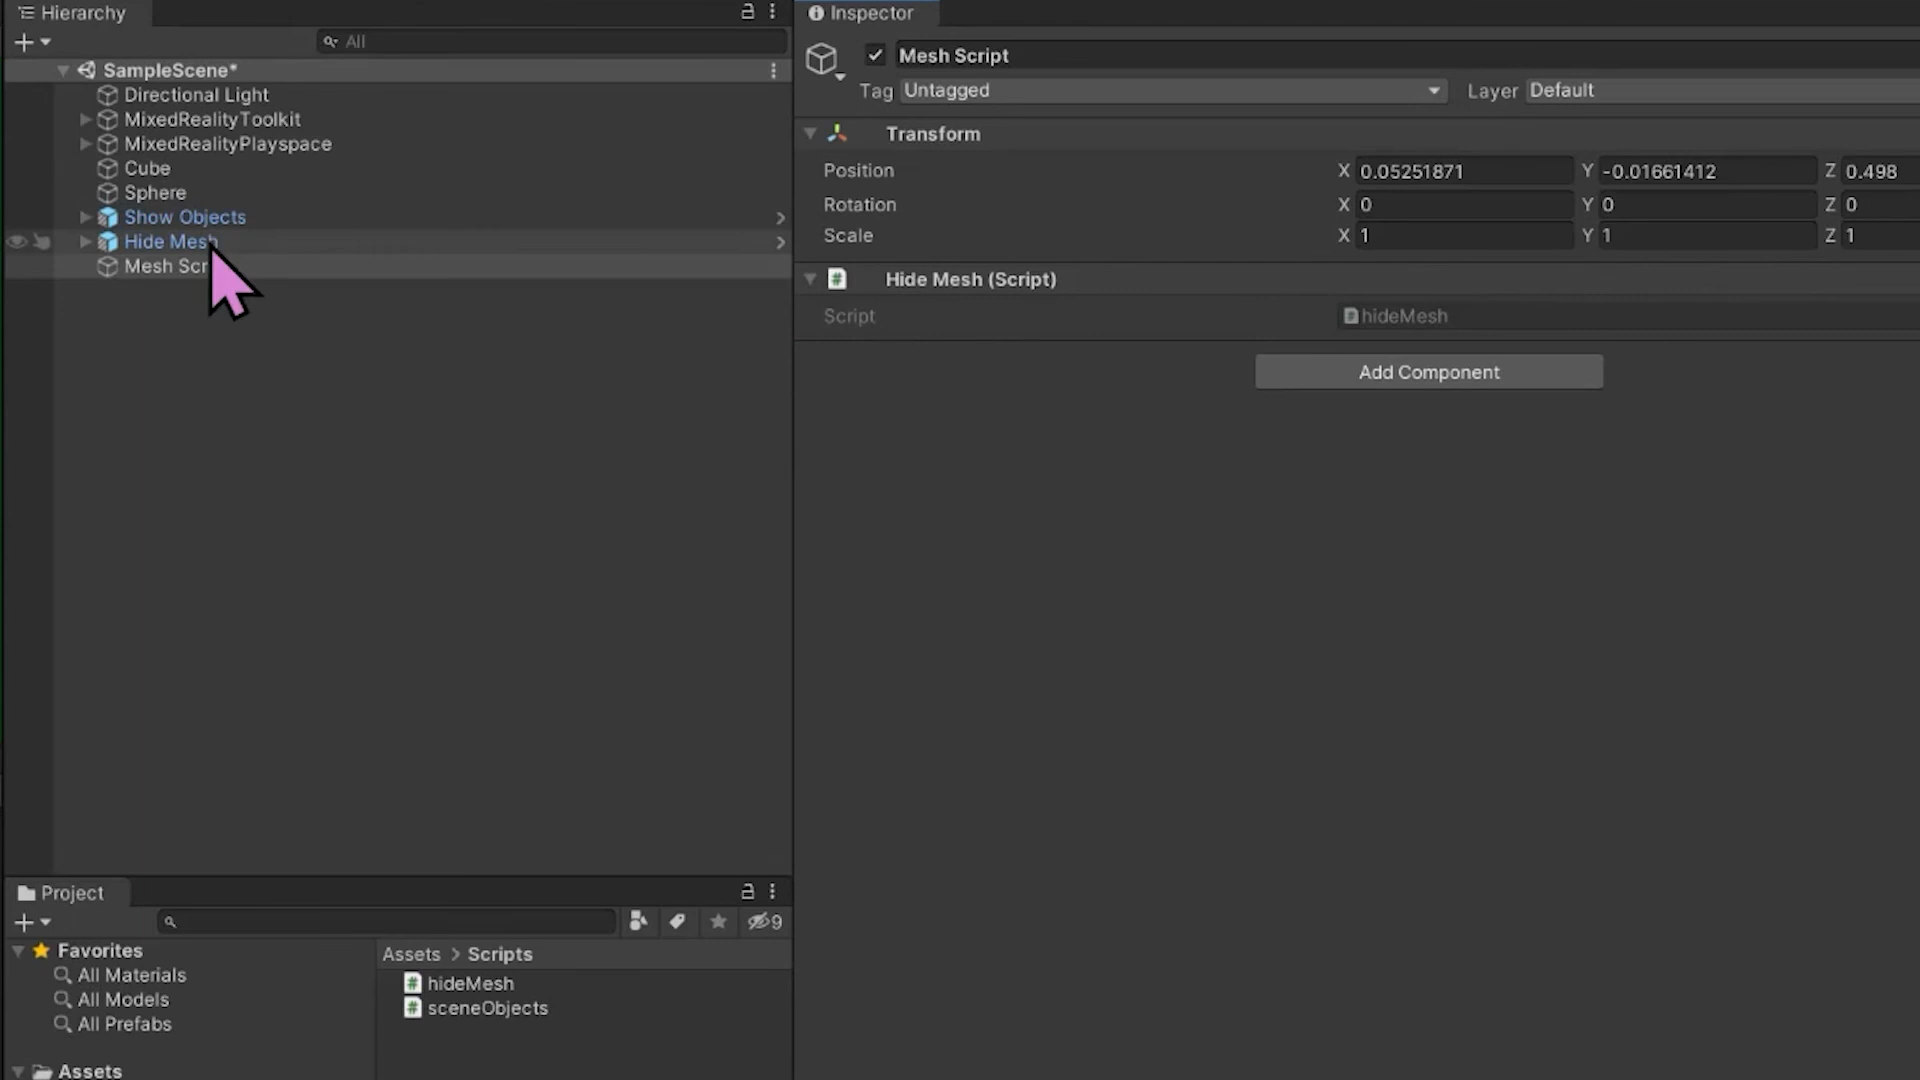 Hierarchy
All
SampleScene*
Directional Light
MixedRealityToolkit
MixedRealityPlayspace
Cube
Sphere
Show Objects
Hide Mesh
Mesh Scr
Project
9
Favorites
All Materials
All Models
All Prefabs
Assets
Assets > Scripts
hideMesh
sceneObjects
Inspector
Mesh Script
Tag Untagged Layer Default
Transform
Position X 0.05251871 Y -0.01661412 Z 0.498
Rotation X 0 Y 0 Z 0
Scale X 1 Y 1 Z 1
# Hide Mesh (Script)
Script hideMesh
Add Component